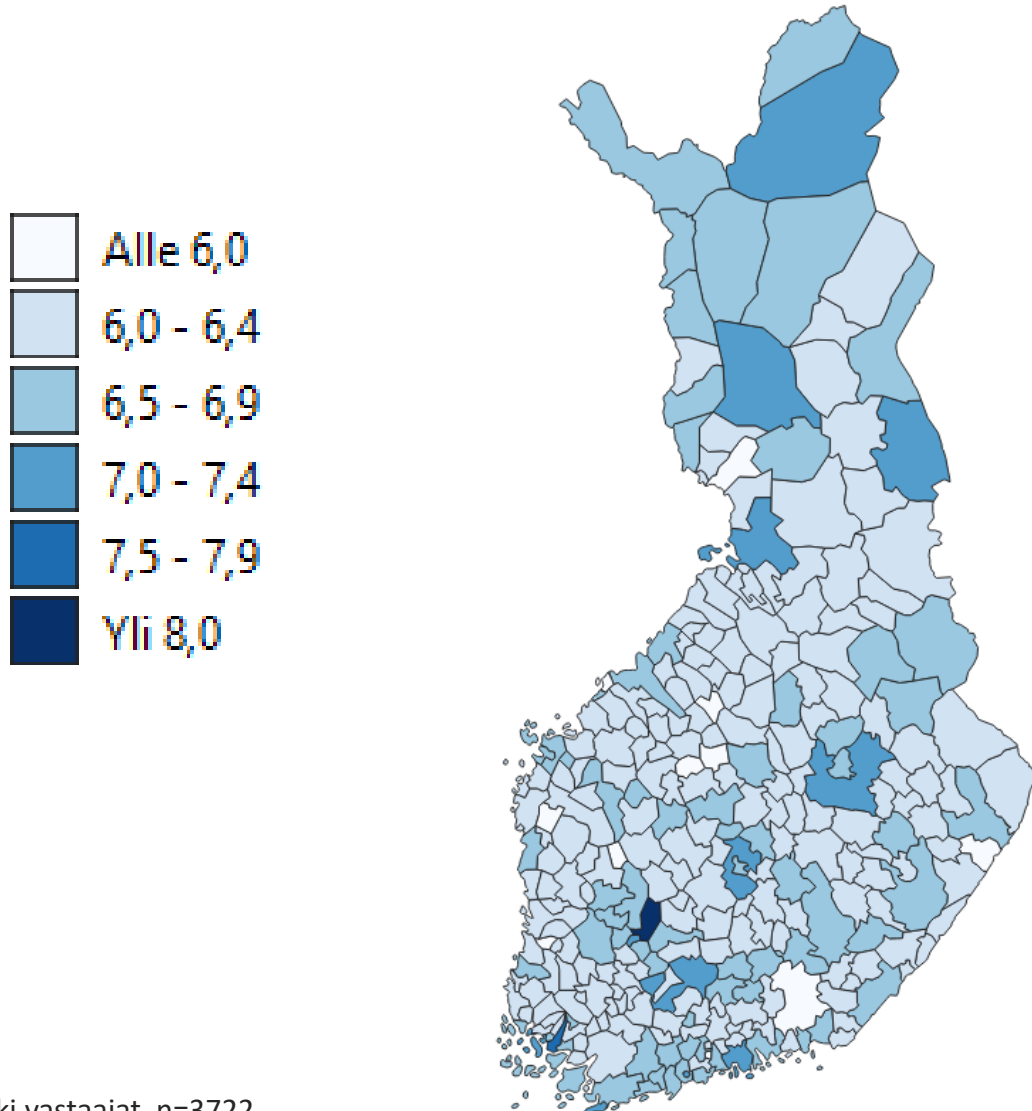 Alle 6,0
6,0 - 6,4
6,5 - 6,9
7,0 - 7,4
7,5 - 7,9
Yli 8,0
vastaajat, n=3722